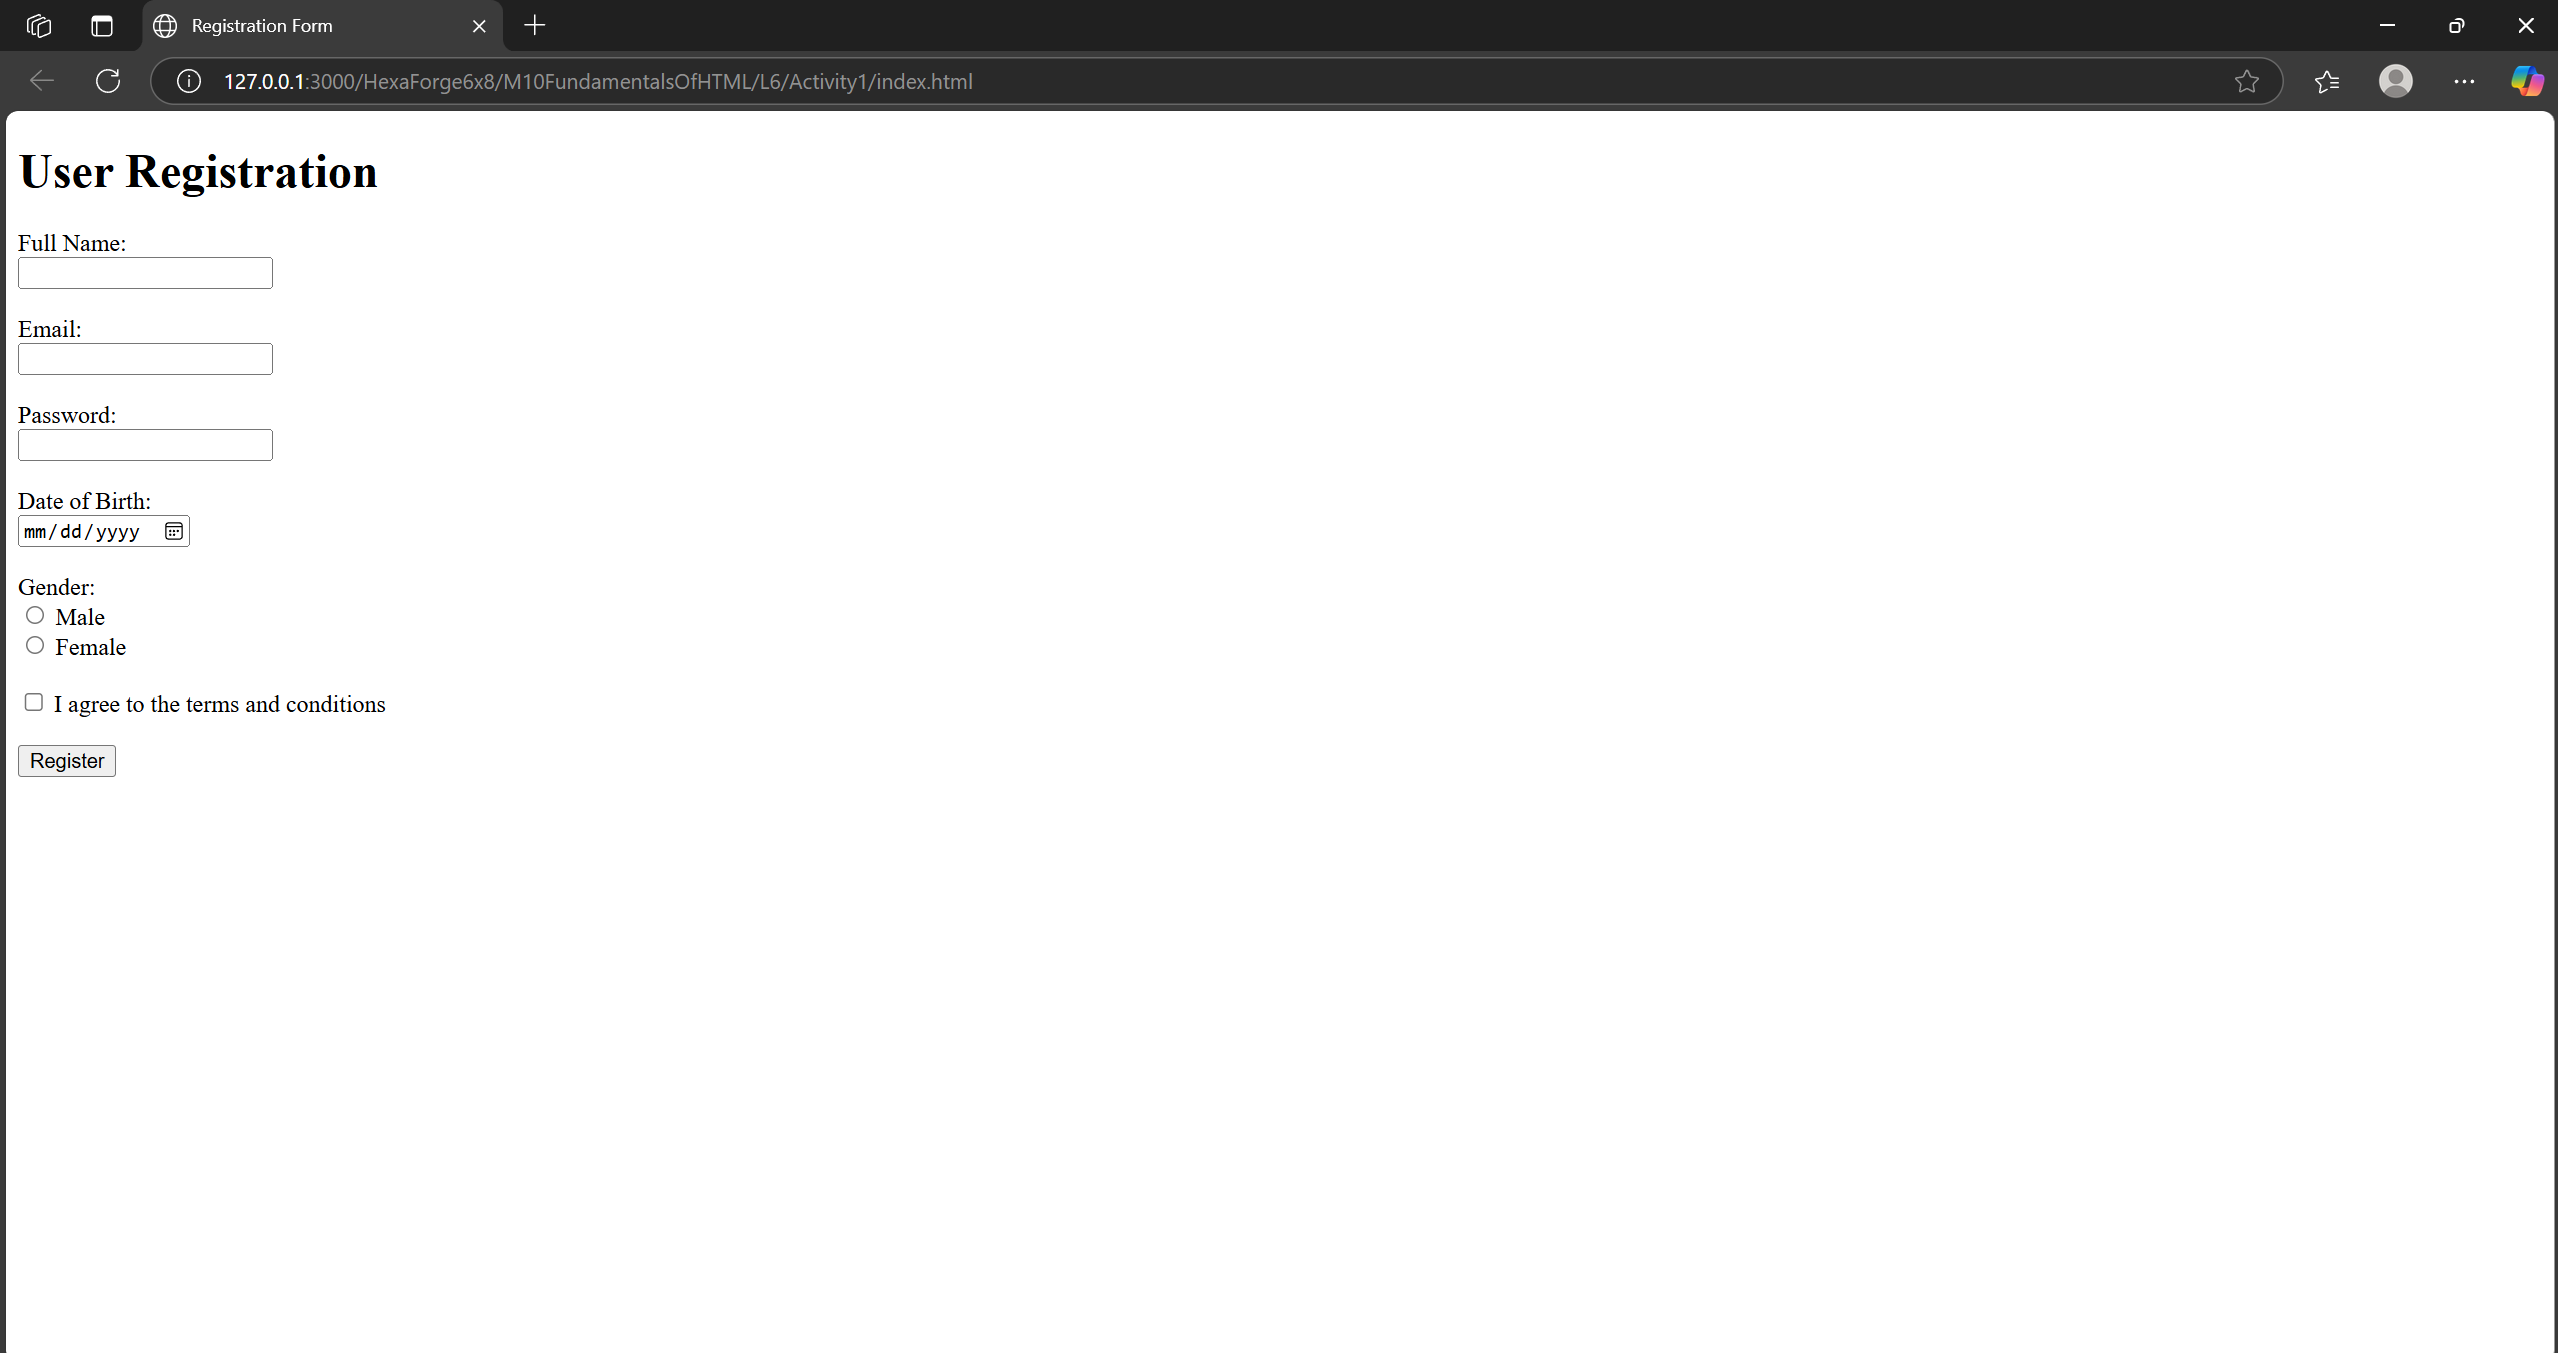 Registration Form
127.0.0.1:3000/HexaForge6x8/M10FundamentalsOfHTML/L6/Activity1/index.html
User Registration
Full Name:
Email:
Password:
Date of Birth:
mm/dd/yyyy
Gender:
Male
Female
I agree to the terms and conditions
Register